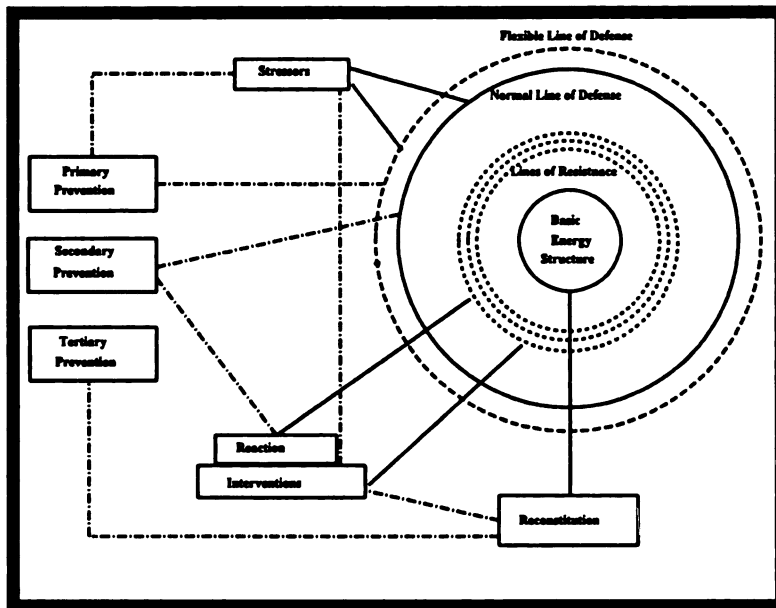 Flexible Line of Defense
Stressors
Normal Line of Defense
Primary
Prevention
Lines of Resistnace
Basic
Energy
Structure
Secondary
Prevention
Tertiary
Prevention
Reaction
Interventions
Reconstitution